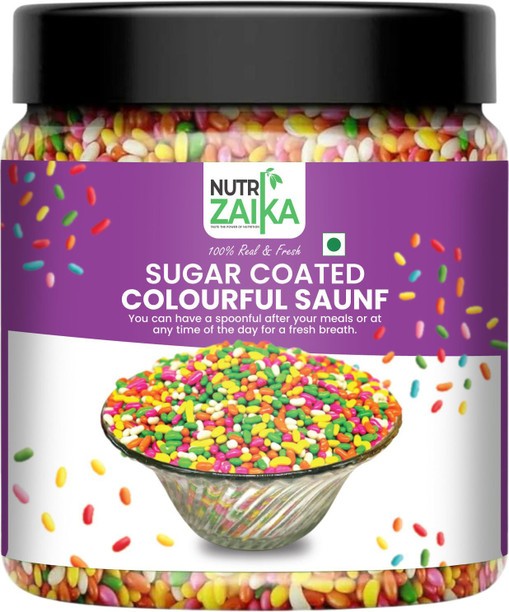 NUTRI
ZAIKA
TASTE THE POWER OF NUTRITION
100% Real & Fresh
SUGAR COATED
COLOURFUL SAUNF
You can have a spoonful after your meals or at
any time of the day for a fresh breath.